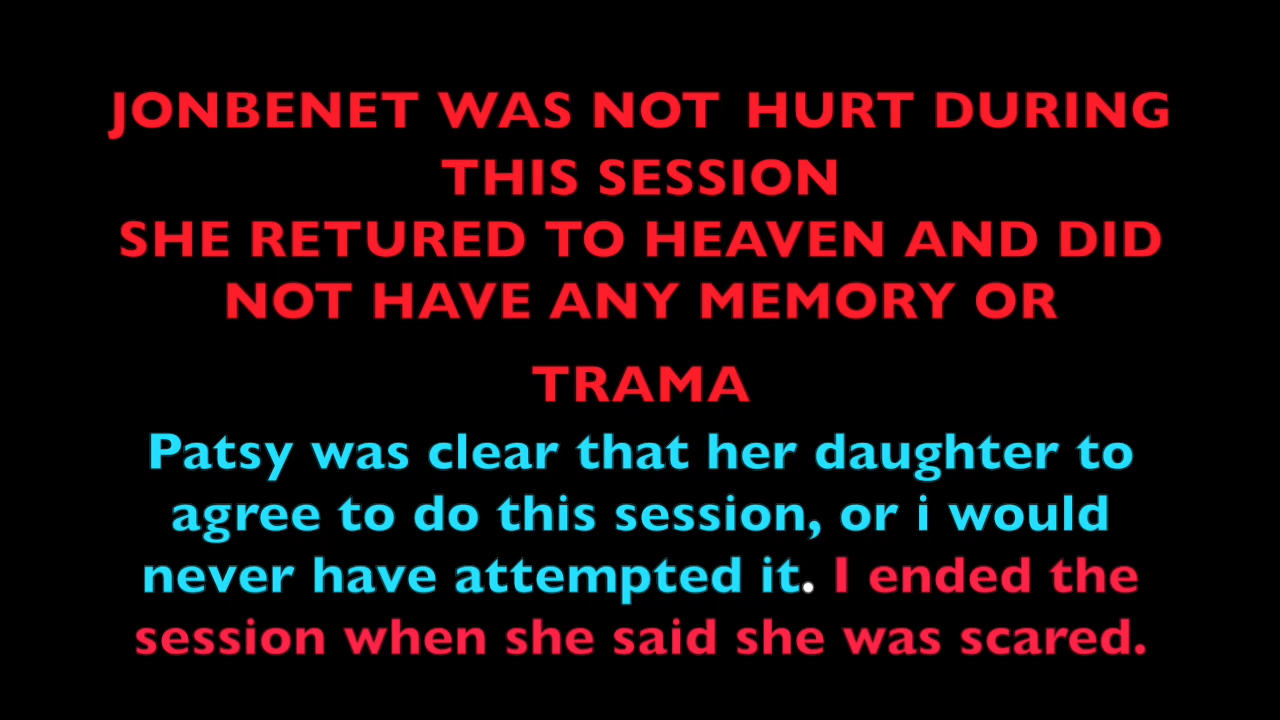 JONBENET WAS NOT HURT DURING
THIS SESSION
SHE RETURED TO HEAVEN AND DID
NOT HAVE ANY MEMORY OR
TRAMA
Patsy was clear that her daughter to
agree to do this session, or i would
never have attempted it. I ended the
session when she said she was scared.